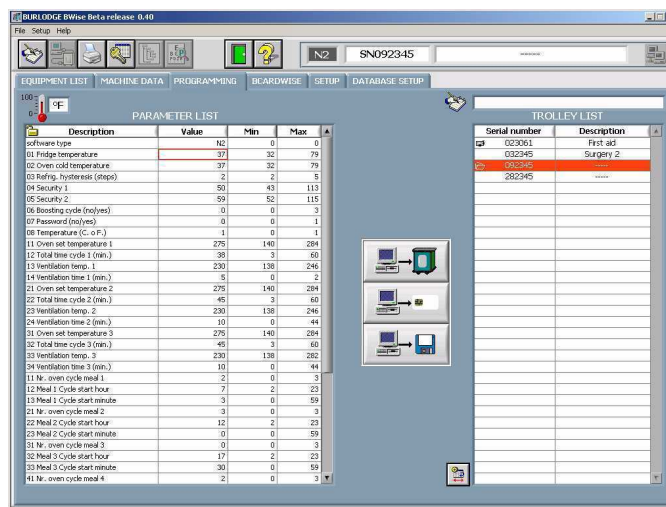 BURLODGE BWise Beta release 0.40
File Setup Help
N2 SN092345 -----
EQUIPMENT LIST MACHINE DATA PROGRAMMING BCARDWISE SETUP DATABASE SETUP
100 °F
0
PARAMETER LIST
Description Value Min Max
software type N2 0 0
01 Fridge temperature 37 32 79
02 Oven cold temperature 37 32 79
03 Refrig. hysteresis (steps) 2 2 5
04 Security 1 50 43 113
05 Security 2 59 52 115
06 Boosting cycle (no/yes) 0 0 3
07 Password (no/yes) 0 0 1
08 Temperature (C. o F.) 1 0 1
11 Oven set temperature 1 275 140 284
12 Total time cycle 1 (min.) 38 3 60
13 Ventilation temp. 1 230 138 246
14 Ventilation time 1 (min.) 5 0 2
21 Oven set temperature 2 275 140 284
22 Total time cycle 2 (min.) 45 3 60
23 Ventilation temp. 2 230 138 246
24 Ventilation time 2 (min.) 10 0 44
31 Oven set temperature 3 275 140 284
32 Total time cycle 3 (min.) 45 3 60
33 Ventilation temp. 3 230 138 282
34 Ventilation time 3 (min.) 10 0 44
11 Nr. oven cycle meal 1 2 0 3
12 Meal 1 Cycle start hour 7 2 23
13 Meal 1 Cycle start minute 3 0 59
21 Nr. oven cycle meal 2 3 0 3
22 Meal 2 Cycle start hour 12 2 23
23 Meal 2 Cycle start minute 0 0 59
31 Nr. oven cycle meal 3 0 0 3
32 Meal 3 Cycle start hour 17 2 23
33 Meal 3 Cycle start minute 30 0 59
41 Nr. oven cycle meal 4 2 0 3
TROLLEY LIST
Serial number Description
023061 First aid
032345 Surgery 2
092345 -----
282345 -----